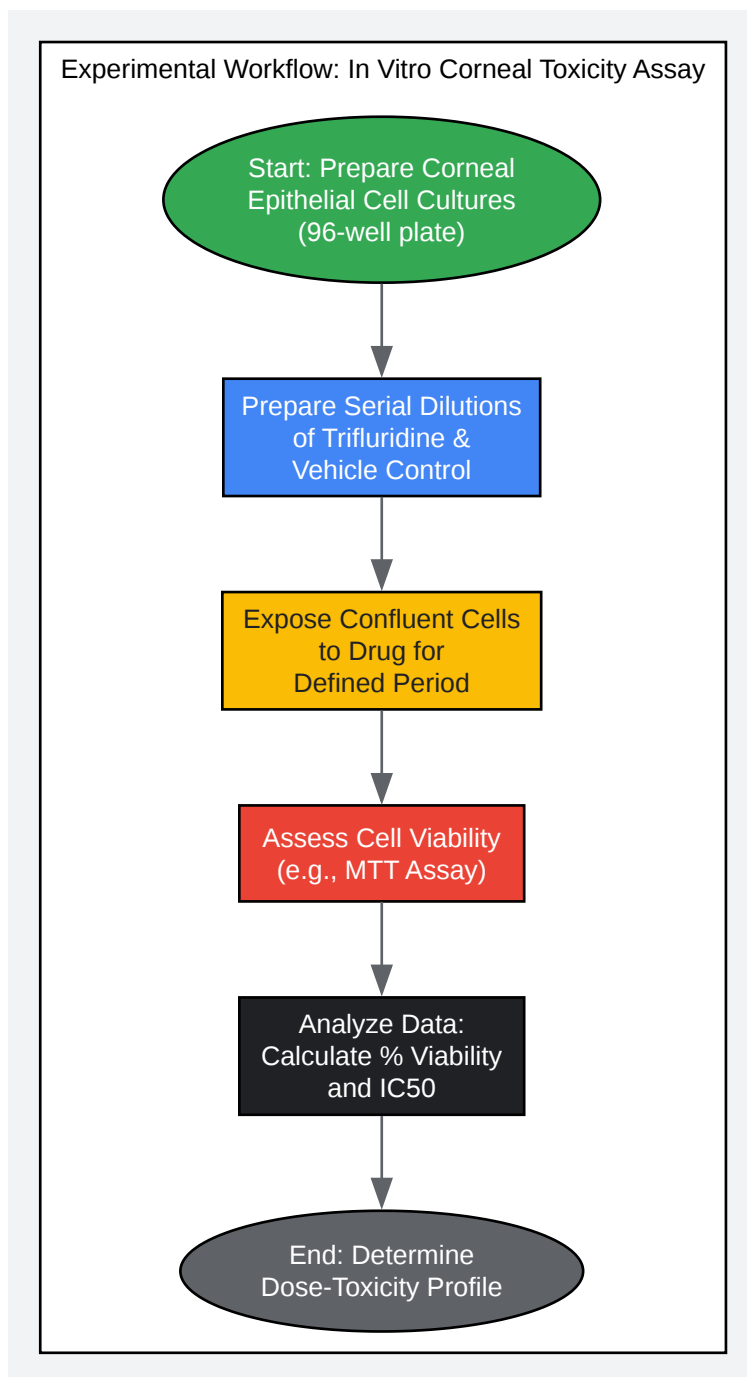 Experimental Workflow: In Vitro Corneal Toxicity Assay
Start: Prepare Corneal
Epithelial Cell Cultures
(96-well plate)
Prepare Serial Dilutions
of Trifluridine &
Vehicle Control
Expose Confluent Cells
to Drug for
Defined Period
Assess Cell Viability
(e.g., MTT Assay)
Analyze Data:
Calculate % Viability
and IC50
End: Determine
Dose-Toxicity Profile